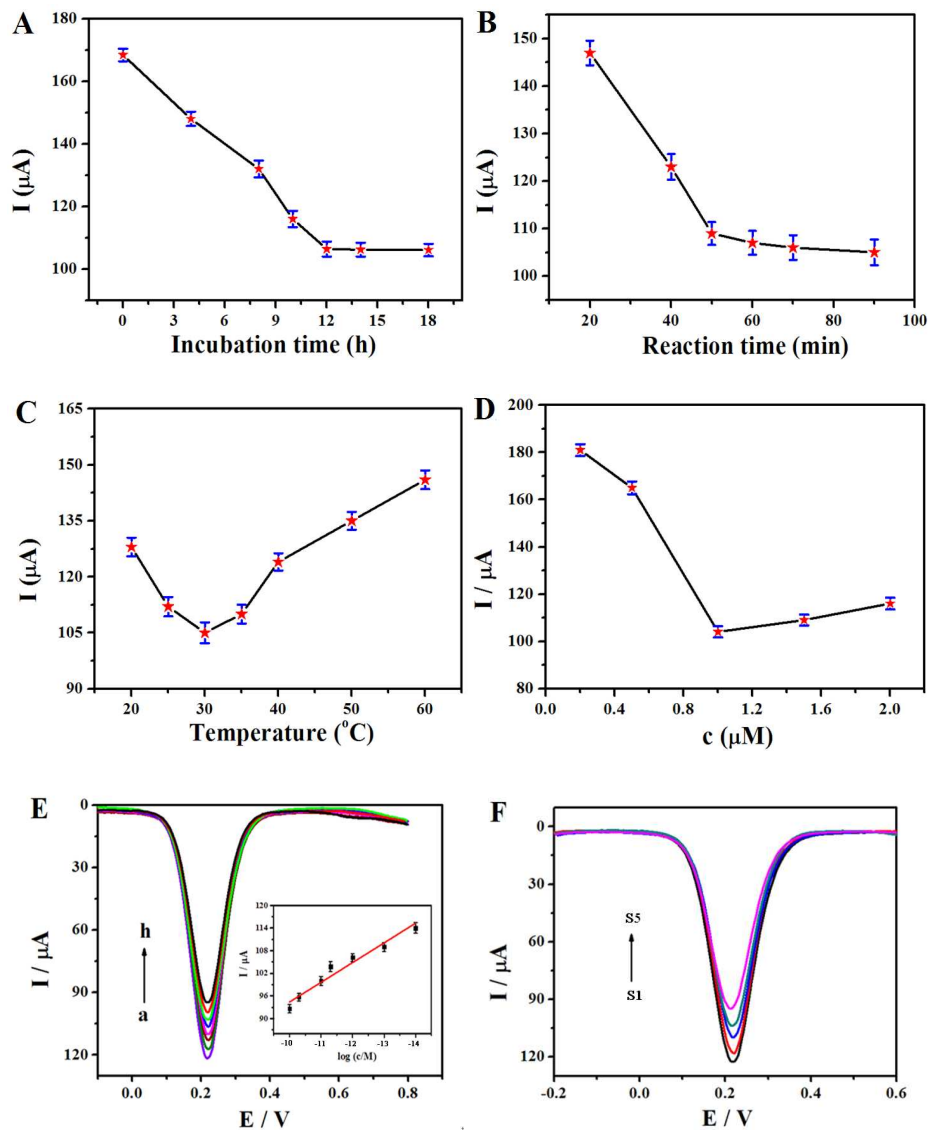 A
180
160
140
120
100
I (μA)
0 3 6 9 12 15 18
Incubation time (h)
B
150
140
130
120
110
100
I (μA)
20 40 60 80 100
Reaction time (min)
C
165
150
135
120
105
90
I (μA)
20 30 40 50 60
Temperature (°C)
D
200
180
160
140
120
100
80
I / μA
0.0 0.4 0.8 1.2 1.6 2.0
c (μM)
E
0
30
60
90
120
I / μA
h
a
0.0 0.2 0.4 0.6 0.8
E / V
120
114
108
102
96
90
I / μA
-10 -11 -12 -13 -14
log (c/M)
F
0
30
60
90
120
I / μA
S5
S1
-0.2 0.0 0.2 0.4 0.6
E / V